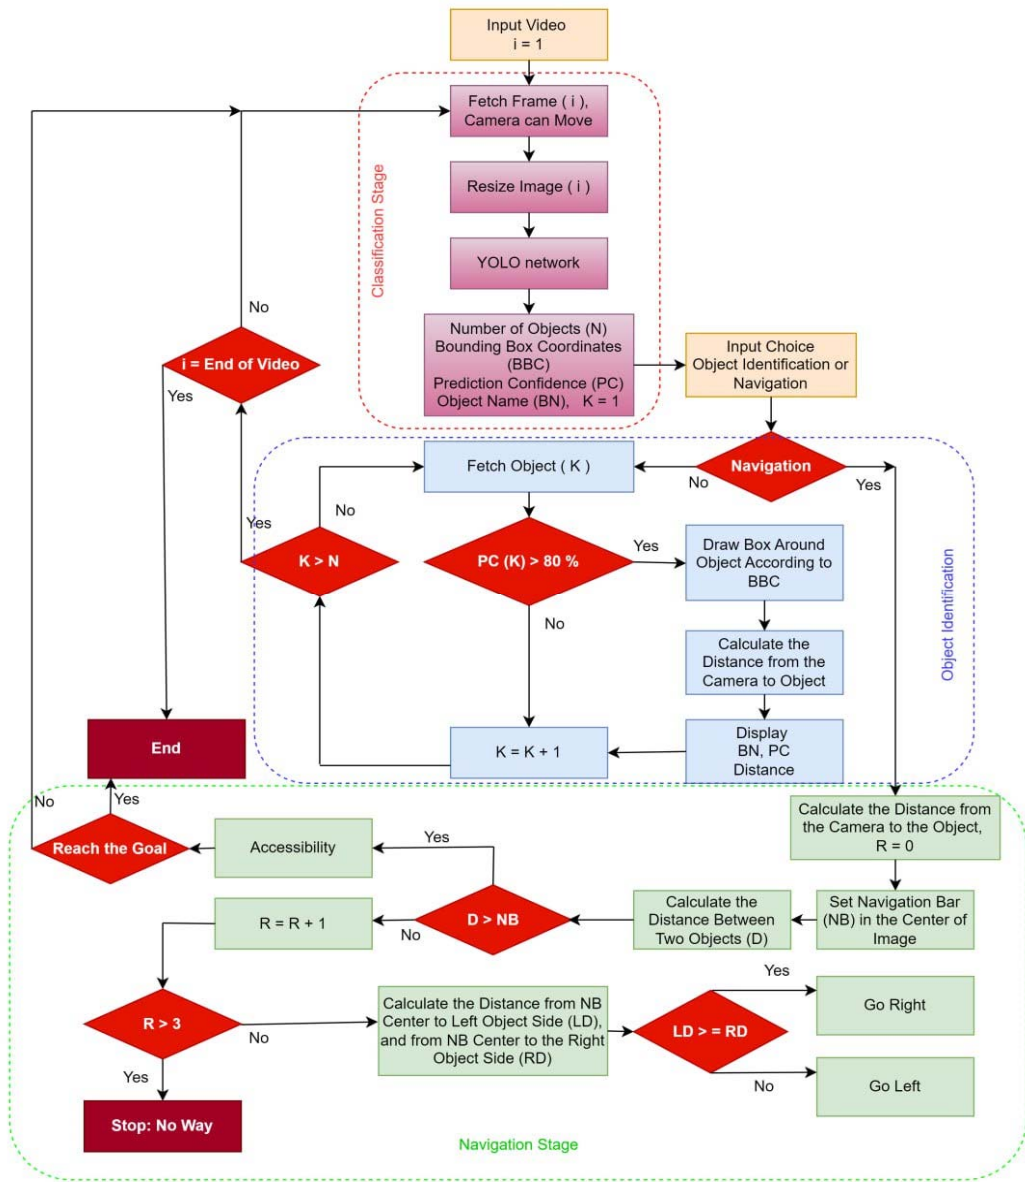 Input Video
i = 1
Fetch Frame ( i ),
Camera can Move
Resize Image ( i )
YOLO network
Number of Objects (N)
Bounding Box Coordinates
(BBC)
Prediction Confidence (PC)
Object Name (BN), K = 1
Classification Stage
Input Choice
Object Identification or
Navigation
No
i = End of Video
Yes
Navigation
No
Yes
Fetch Object ( K )
No
Yes
K > N
PC (K) > 80 %
Yes
No
Draw Box Around
Object According to
BBC
Calculate the
Distance from the
Camera to Object
Display
BN, PC
Distance
K = K + 1
Object Identification
End
No
Yes
Reach the Goal
Accessibility
Yes
D > NB
No
Calculate the Distance from
the Camera to the Object,
R = 0
Set Navigation Bar
(NB) in the Center of
Image
Calculate the
Distance Between
Two Objects (D)
R = R + 1
R > 3
No
Yes
Stop: No Way
Calculate the Distance from NB
Center to Left Object Side (LD),
and from NB Center to the Right
Object Side (RD)
LD > = RD
Yes
Go Right
No
Go Left
Navigation Stage